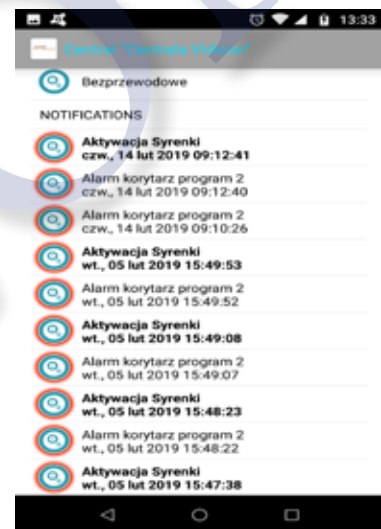 13:33
Central "Centrala Vidicon"
Bezprzewodowe
NOTIFICATIONS
Aktywacja Syrenki
czw., 14 lut 2019 09:12:41
Alarm korytarz program 2
czw., 14 lut 2019 09:12:40
Alarm korytarz program 2
czw., 14 lut 2019 09:10:26
Aktywacja Syrenki
wt., 05 lut 2019 15:49:53
Alarm korytarz program 2
wt., 05 lut 2019 15:49:52
Aktywacja Syrenki
wt., 05 lut 2019 15:49:08
Alarm korytarz program 2
wt., 05 lut 2019 15:49:07
Aktywacja Syrenki
wt., 05 lut 2019 15:48:23
Alarm korytarz program 2
wt., 05 lut 2019 15:48:22
Aktywacja Syrenki
wt., 05 lut 2019 15:47:38